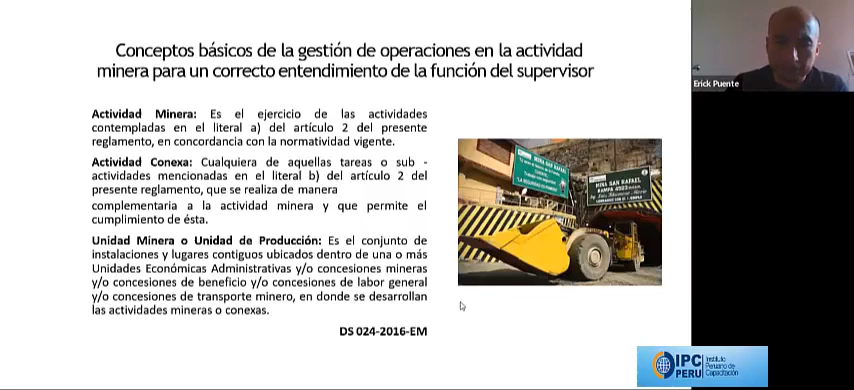 Conceptos básicos de la gestión de operaciones en la actividad
minera para un correcto entendimiento de la función del supervisor
Actividad Minera: Es el ejercicio de las actividades
contempladas en el literal a) del artículo 2 del presente
reglamento, en concordancia con la normatividad vigente.
Actividad Conexa: Cualquiera de aquellas tareas o sub -
actividades mencionadas en el literal b) del artículo 2 del
presente reglamento, que se realiza de manera
complementaria a la actividad minera y que permite el
cumplimiento de ésta.
Unidad Minera o Unidad de Producción: Es el conjunto de
instalaciones y lugares contiguos ubicados dentro de una o más
Unidades Económicas Administrativas y/o concesiones mineras
y/o concesiones de beneficio y/o concesiones de labor general
y/o concesiones de transporte minero, en donde se desarrollan
las actividades mineras o conexas.
DS 024-2016-EM
MINA SAN RAFAEL
MINA SAN RAFAEL
RAMPA 4523
Erick Puente
IPC
PERU
Instituto
Peruano de
Capacitación